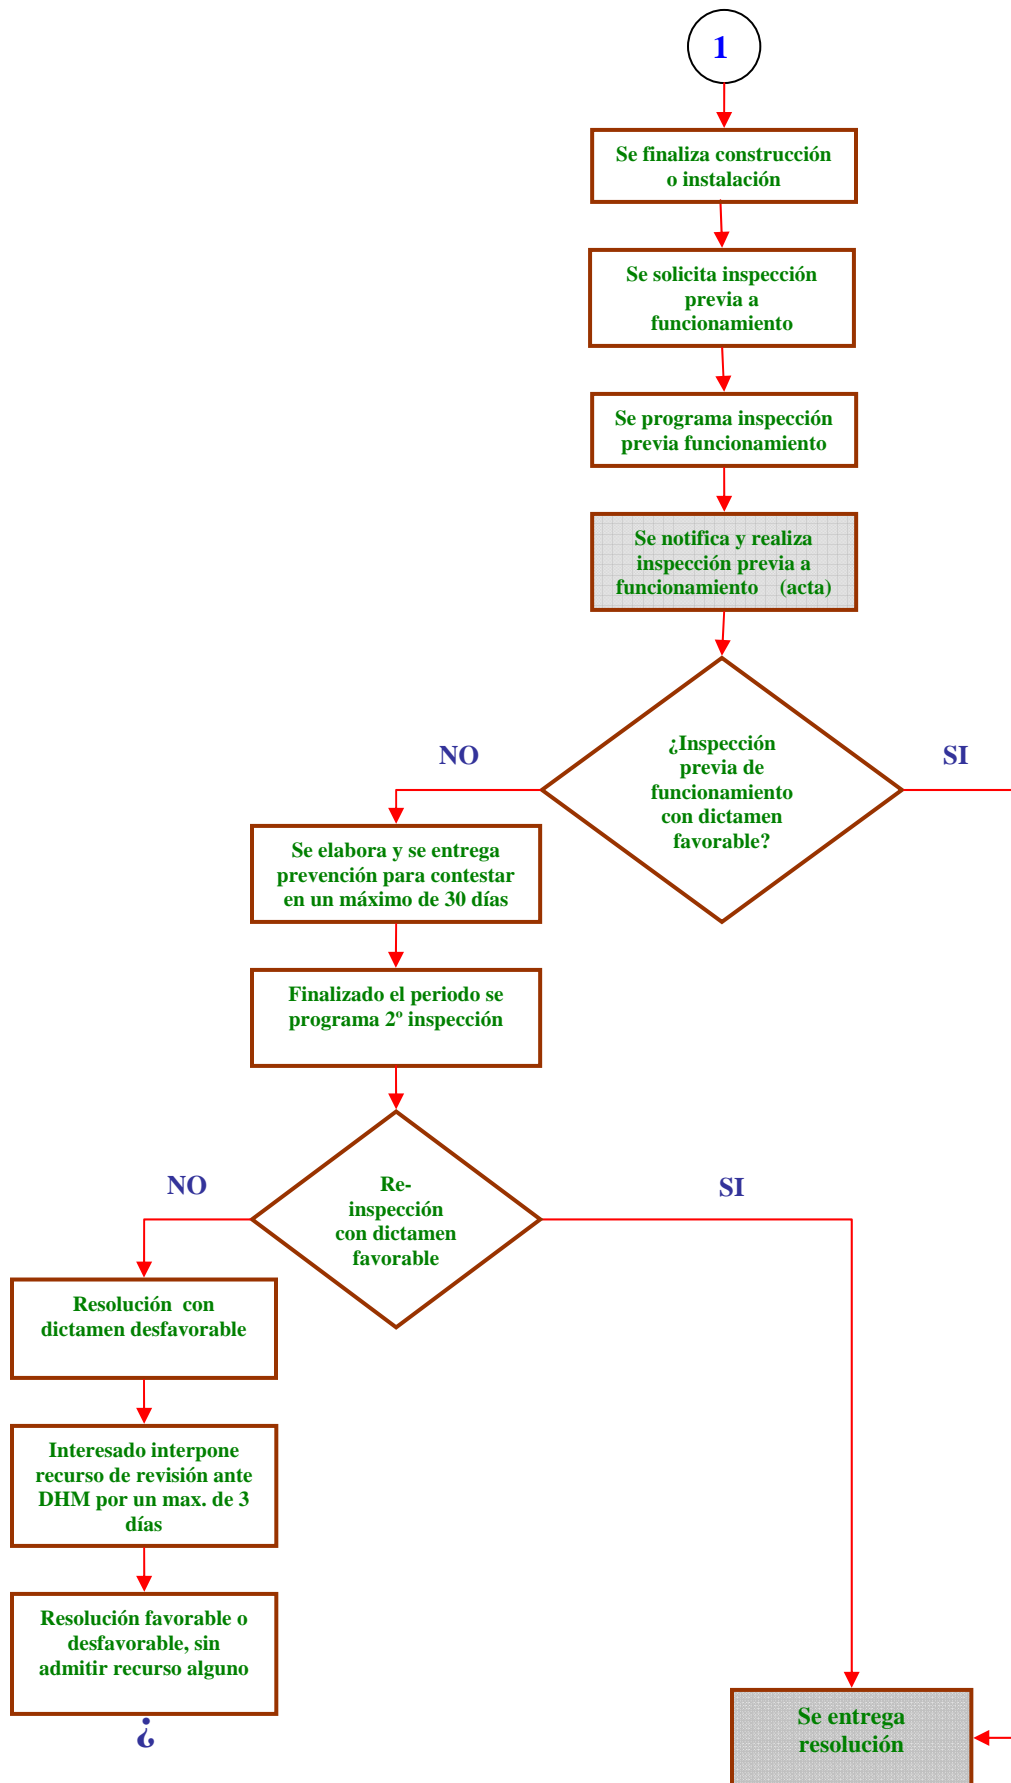 1
Se finaliza construcción
o instalación
Se solicita inspección
previa a
funcionamiento
Se programa inspección
previa funcionamiento
Se notifica y realiza
inspección previa a
funcionamiento (acta)
¿Inspección
previa de
funcionamiento
con dictamen
favorable?
NO
SI
Se elabora y se entrega
prevención para contestar
en un máximo de 30 días
Finalizado el periodo se
programa 2º inspección
Re-
inspección
con dictamen
favorable
NO
SI
Resolución con
dictamen desfavorable
Interesado interpone
recurso de revisión ante
DHM por un max. de 3
días
Resolución favorable o
desfavorable, sin
admitir recurso alguno
¿
Se entrega
resolución